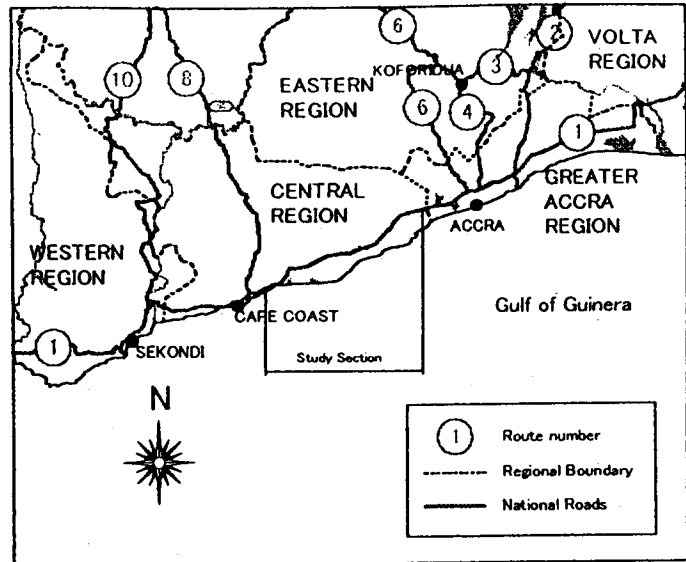 6
2
VOLTA
REGION
10
8
EASTERN
REGION
KOFORIDUA
3
6
4
1
CENTRAL
REGION
GREATER
ACCRA
REGION
ACCRA
WESTERN
REGION
Gulf of Guinera
CAPE COAST
1
SEKONDI
Study Section
N
1 Route number
Regional Boundary
National Roads